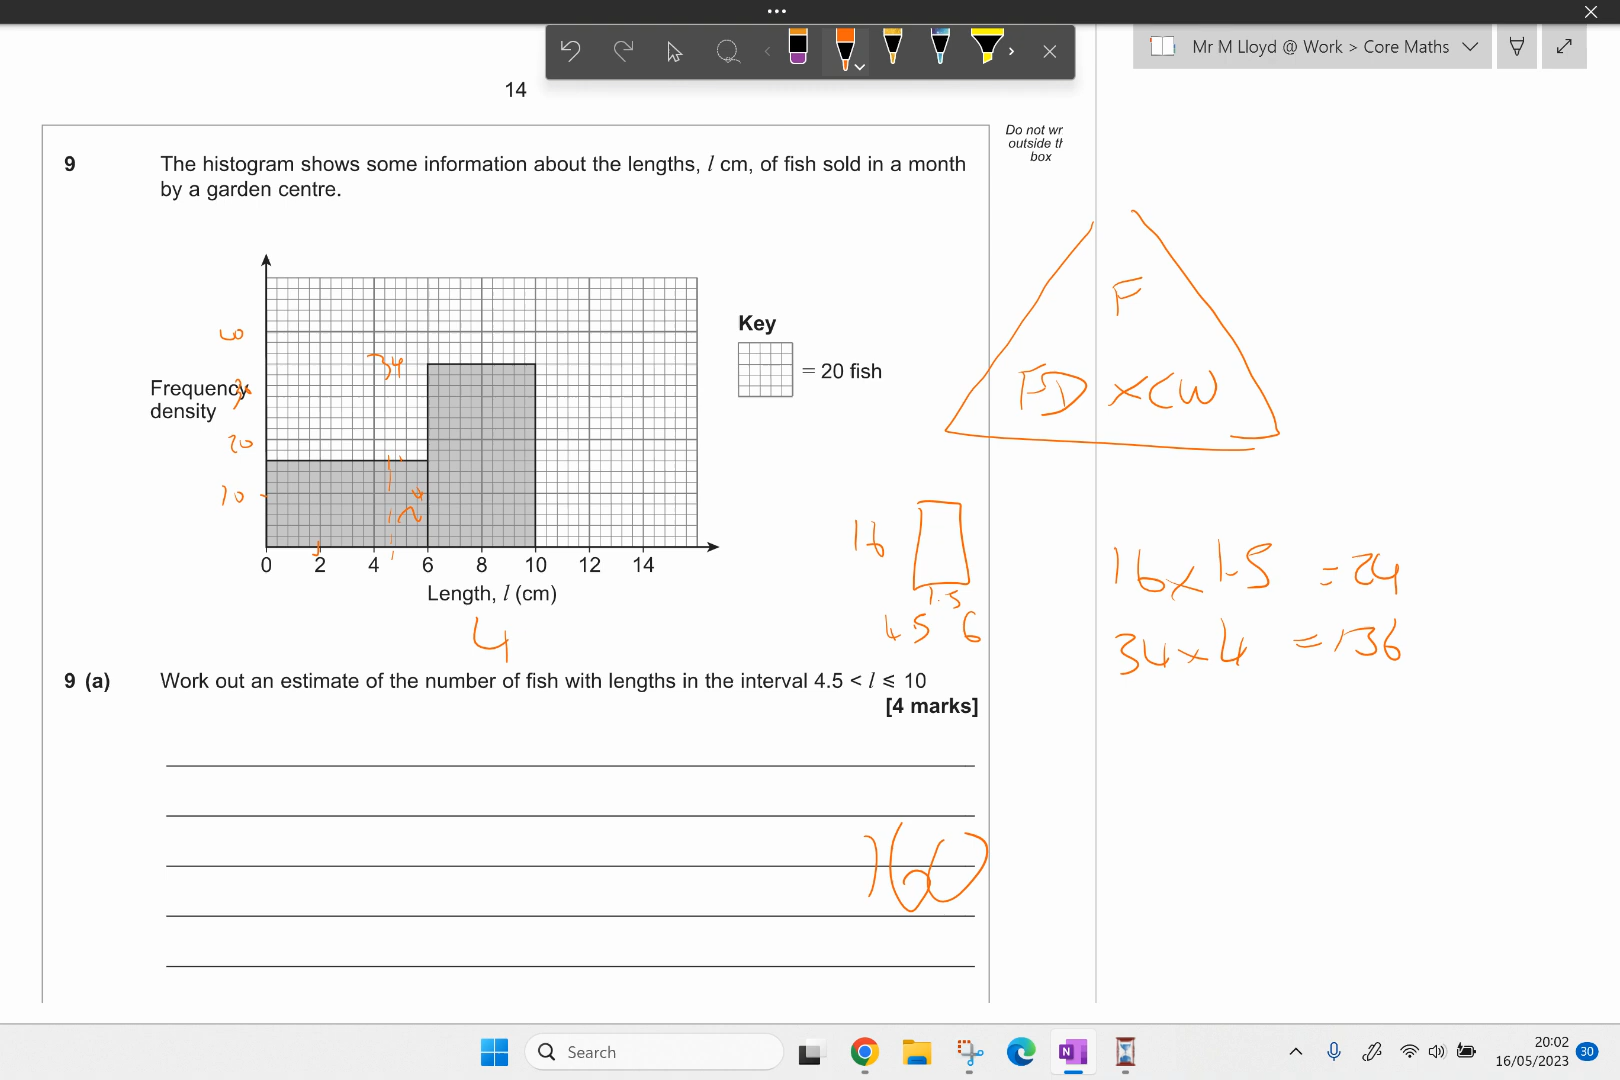 Mr M Lloyd @ Work > Core Maths
14
Do not wr
outside th
box
9 The histogram shows some information about the lengths, l cm, of fish sold in a month
by a garden centre.
Key
= 20 fish
Frequency
density
30
20
10
34
0 2 4 6 8 10 12 14
Length, l (cm)
4
F
FD × CW
16
1.5
4.5 6
16 × 1.5 = 24
34 × 4 = 136
9 (a) Work out an estimate of the number of fish with lengths in the interval 4.5 < l ⩽ 10
[4 marks]
160
Search
20:02
16/05/2023
30